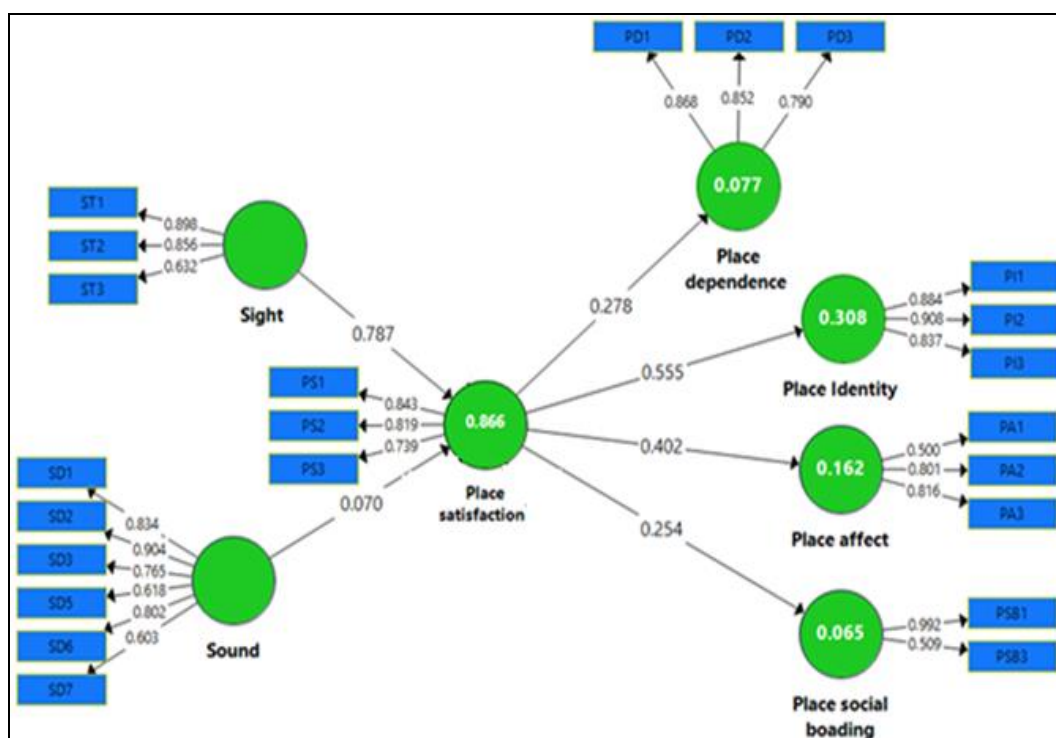 PD1
PD2
PD3
0.868
0.852
0.790
0.077
Place
dependence
ST1
ST2
ST3
0.898
0.856
0.632
Sight
0.787
0.278
PS1
PS2
PS3
0.843
0.819
0.739
0.866
Place
satisfaction
0.070
0.555
0.308
Place Identity
0.884
0.908
0.837
PI1
PI2
PI3
0.402
0.162
Place affect
0.500
0.801
0.816
PA1
PA2
PA3
0.254
SD1
SD2
SD3
SD5
SD6
SD7
0.834
0.904
0.765
0.618
0.802
0.603
Sound
0.065
0.992
0.509
PSB1
PSB3
Place social
boading